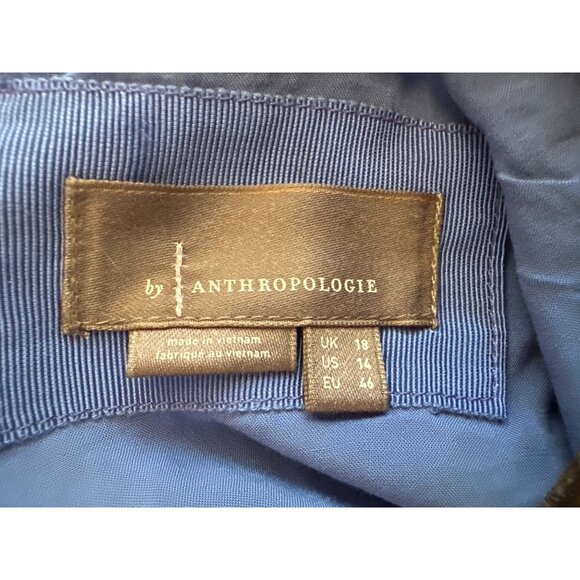 by ANTHROPOLOGIE
made in vietnam
fabriqué au vietnam
UK 18
US 14
EU 46